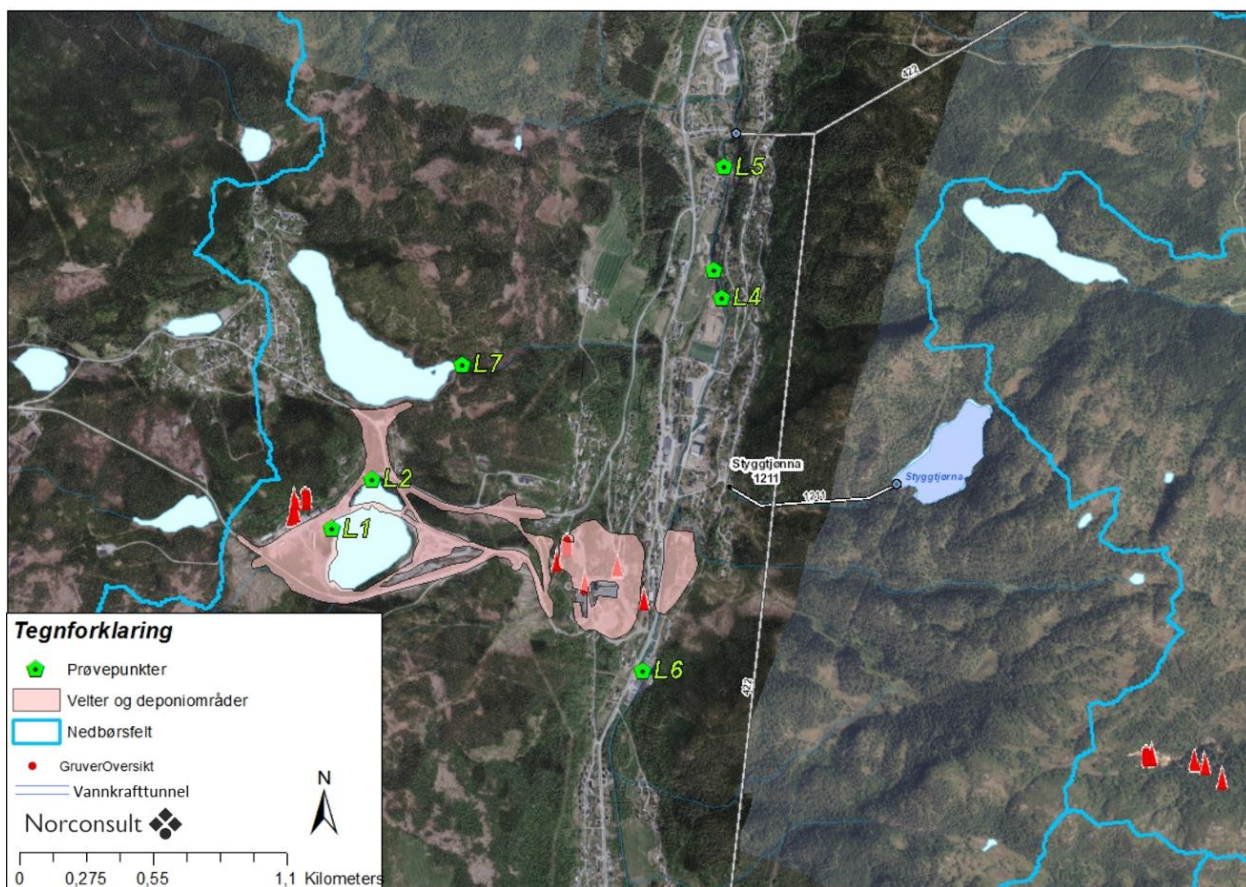 422
L5
L4
L7
Styggtjønna
1211
Styggtjørna
1211
L2
L1
422
L6
Tegnforklaring
Prøvepunkter
Velter og deponiområder
Nedbørsfelt
GruverOversikt
Vannkrafttunnel
Norconsult
N
0 0,275 0,55 1,1 Kilometers